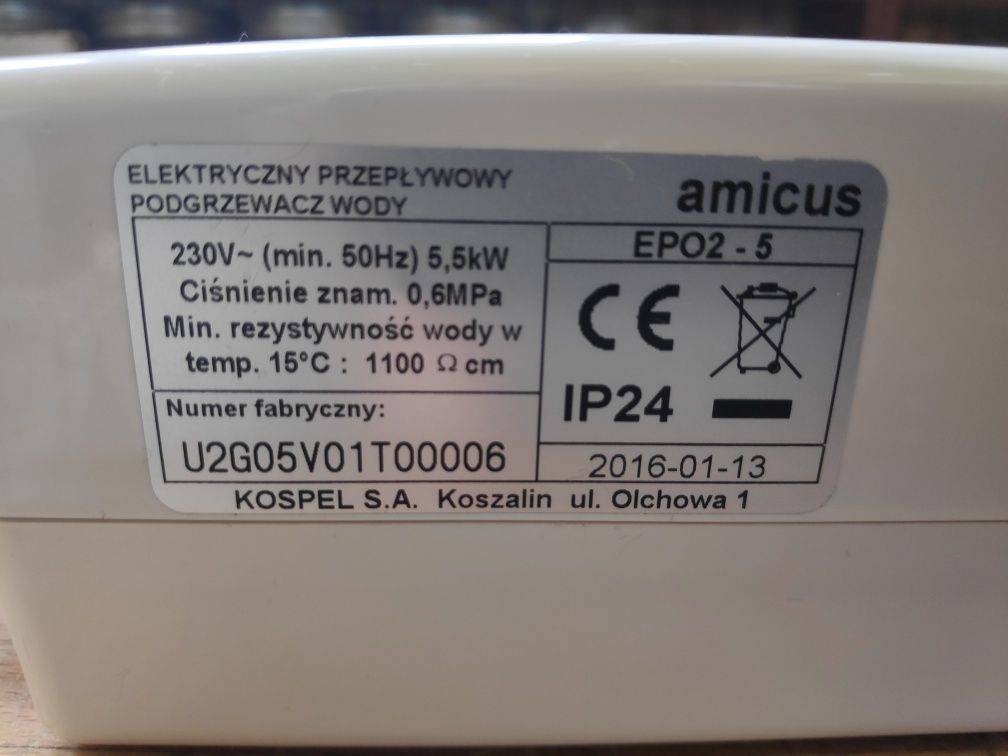 ELEKTRYCZNY PRZEPŁYWOWY
PODGRZEWACZ WODY
amicus
230V~ (min. 50Hz) 5,5kW
Ciśnienie znam. 0,6MPa
Min. rezystywność wody w
temp. 15°C : 1100 Ω cm
EPO2 - 5
CE
IP24
Numer fabryczny:
U2G05V01T00006
2016-01-13
KOSPEL S.A. Koszalin ul. Olchowa 1